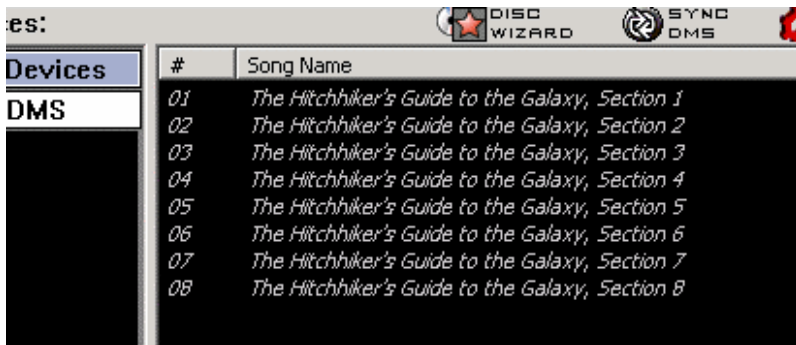 ces:
DISC WIZARD
SYNC DMS
Devices
DMS
# Song Name
01 The Hitchhiker's Guide to the Galaxy, Section 1
02 The Hitchhiker's Guide to the Galaxy, Section 2
03 The Hitchhiker's Guide to the Galaxy, Section 3
04 The Hitchhiker's Guide to the Galaxy, Section 4
05 The Hitchhiker's Guide to the Galaxy, Section 5
06 The Hitchhiker's Guide to the Galaxy, Section 6
07 The Hitchhiker's Guide to the Galaxy, Section 7
08 The Hitchhiker's Guide to the Galaxy, Section 8